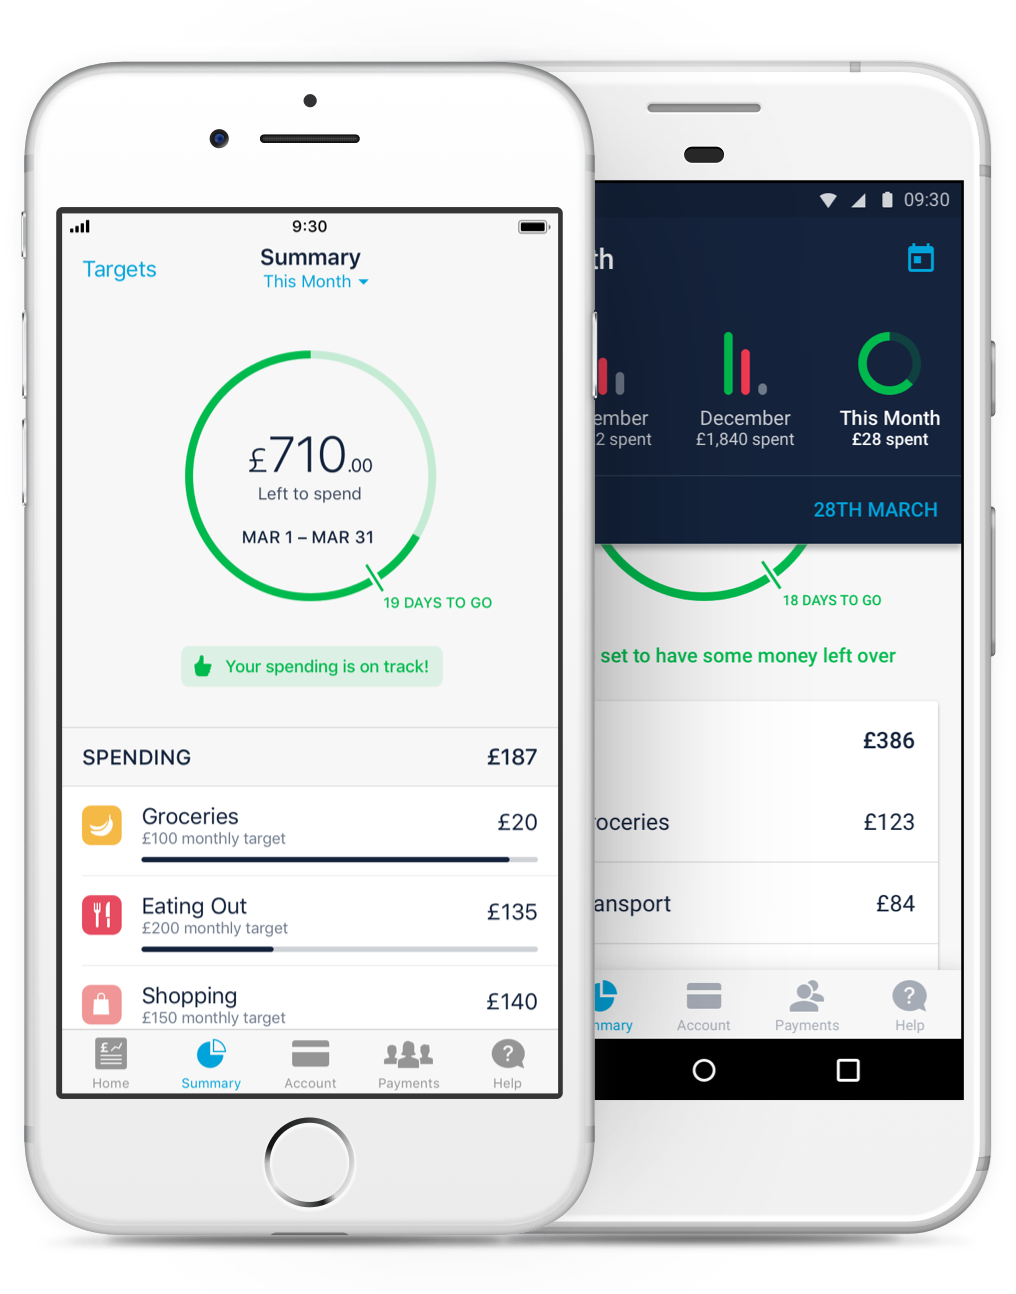 9:30
Targets
Summary
This Month
£710.00
Left to spend
MAR 1 – MAR 31
19 DAYS TO GO
Your spending is on track!
SPENDING £187
Groceries £20
£100 monthly target
Eating Out £135
£200 monthly target
Shopping £140
£150 monthly target
Home Summary Account Payments Help
09:30
th
ember December This Month
2 spent £1,840 spent £28 spent
28TH MARCH
18 DAYS TO GO
set to have some money left over
£386
roceries £123
ansport £84
mmary Account Payments Help